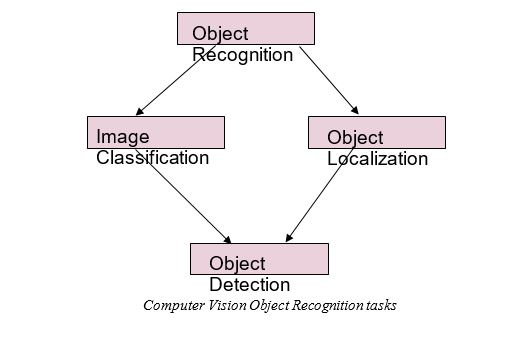 Object
Recognition
Image
Classification
Object
Localization
Object
Detection
Computer Vision Object Recognition tasks